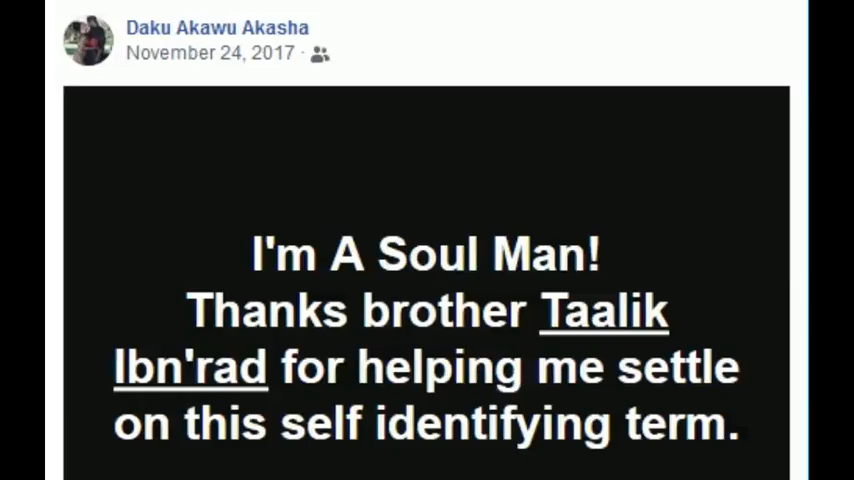 Daku Akawu Akasha
November 24, 2017 ·
I'm A Soul Man!
Thanks brother Taalik
Ibn'rad for helping me settle
on this self identifying term.